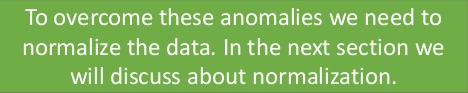 To overcome these anomalies we need to
normalize the data. In the next section we
will discuss about normalization.